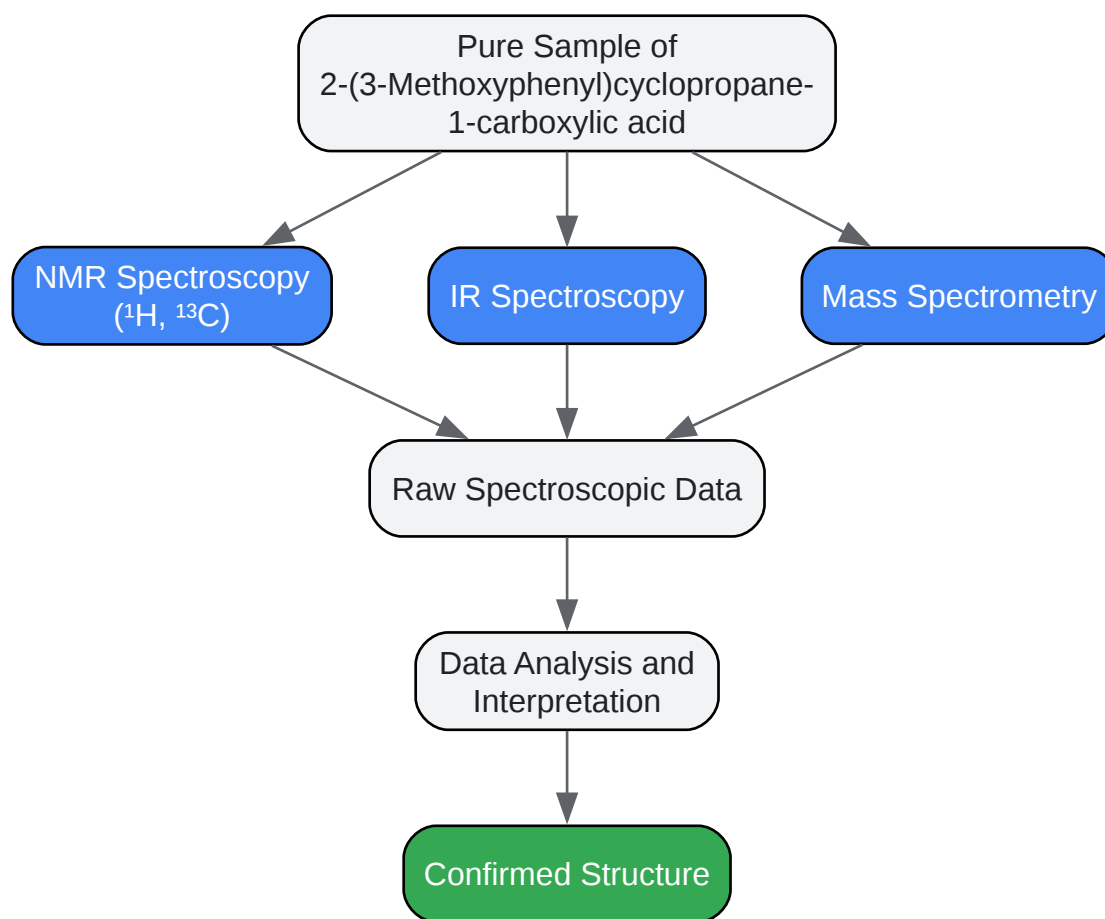 Pure Sample of
2-(3-Methoxyphenyl)cyclopropane-
1-carboxylic acid
NMR Spectroscopy
(¹H, ¹³C)
IR Spectroscopy
Mass Spectrometry
Raw Spectroscopic Data
Data Analysis and
Interpretation
Confirmed Structure